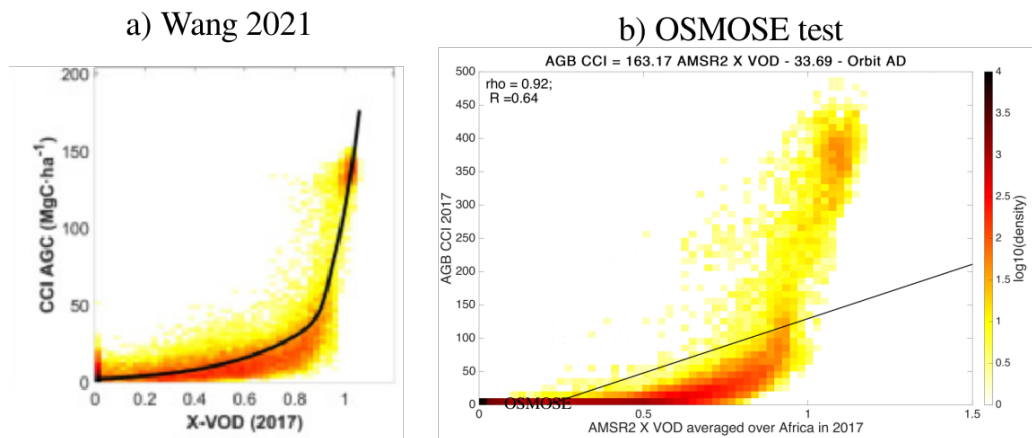 a) Wang 2021
200
150
100
50
0
CCI AGC (MgC·ha⁻¹)
0 0.2 0.4 0.6 0.8 1
X-VOD (2017)
b) OSMOSE test
AGB CCI = 163.17 AMSR2 X VOD - 33.69 - Orbit AD
rho = 0.92;
R =0.64
500
450
400
350
300
250
200
150
100
50
0
AGB CCI 2017
OSMOSE
0 0.5 1 1.5
AMSR2 X VOD averaged over Africa in 2017
4
3.5
3
2.5
2
1.5
1
0.5
0
log10(density)